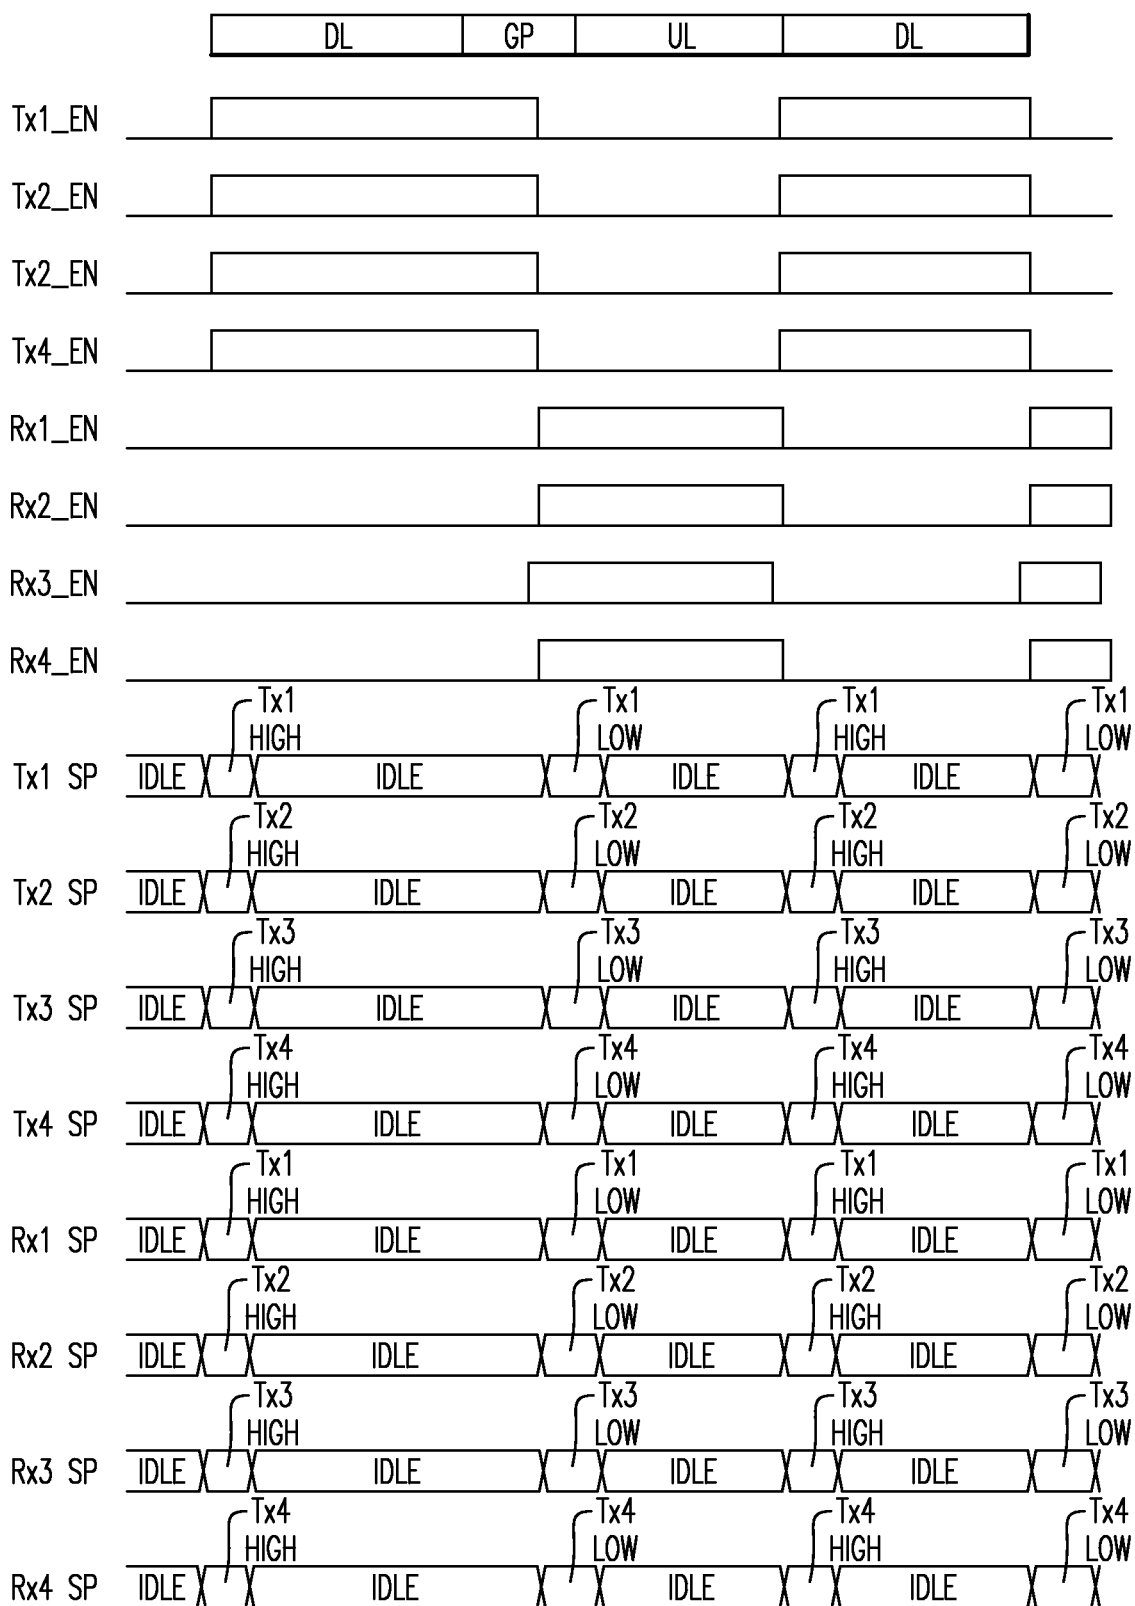 DL GP UL DL
Tx1_EN
Tx2_EN
Tx2_EN
Tx4_EN
Rx1_EN
Rx2_EN
Rx3_EN
Rx4_EN
Tx1 Tx1 Tx1 Tx1
HIGH LOW HIGH LOW
Tx1 SP IDLE IDLE IDLE IDLE
Tx2 Tx2 Tx2 Tx2
HIGH LOW HIGH LOW
Tx2 SP IDLE IDLE IDLE IDLE
Tx3 Tx3 Tx3 Tx3
HIGH LOW HIGH LOW
Tx3 SP IDLE IDLE IDLE IDLE
Tx4 Tx4 Tx4 Tx4
HIGH LOW HIGH LOW
Tx4 SP IDLE IDLE IDLE IDLE
Tx1 Tx1 Tx1 Tx1
HIGH LOW HIGH LOW
Rx1 SP IDLE IDLE IDLE IDLE
Tx2 Tx2 Tx2 Tx2
HIGH LOW HIGH LOW
Rx2 SP IDLE IDLE IDLE IDLE
Tx3 Tx3 Tx3 Tx3
HIGH LOW HIGH LOW
Rx3 SP IDLE IDLE IDLE IDLE
Tx4 Tx4 Tx4 Tx4
HIGH LOW HIGH LOW
Rx4 SP IDLE IDLE IDLE IDLE